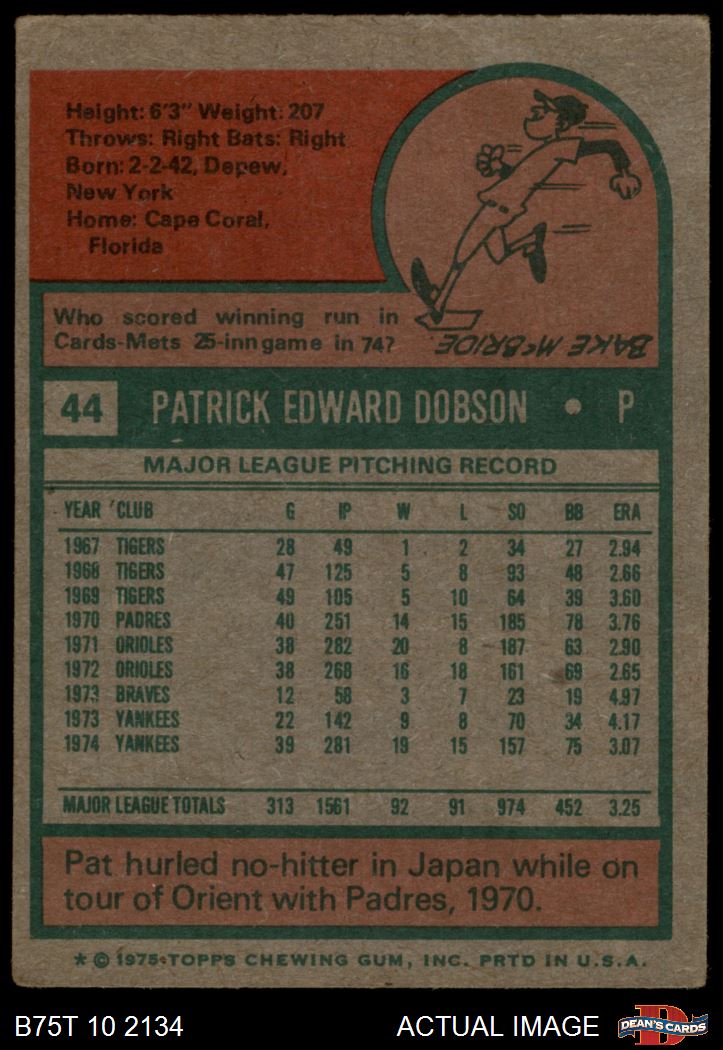 Height: 6'3" Weight: 207
Throws: Right Bats: Right
Born: 2-2-42, Depew,
New York
Home: Cape Coral,
Florida
Who scored winning run in
Cards-Mets 25-inn game in 74?
BAKE McBRIDE
44 PATRICK EDWARD DOBSON • P
MAJOR LEAGUE PITCHING RECORD
YEAR CLUB G IP W L SO BB ERA
1967 TIGERS 28 49 1 2 34 27 2.94
1968 TIGERS 47 125 5 8 93 48 2.66
1969 TIGERS 49 105 5 10 64 39 3.60
1970 PADRES 40 251 14 15 185 78 3.76
1971 ORIOLES 38 282 20 8 187 63 2.90
1972 ORIOLES 38 268 16 18 161 69 2.65
1973 BRAVES 12 58 3 7 23 19 4.97
1973 YANKEES 22 142 9 8 70 34 4.17
1974 YANKEES 39 281 19 15 157 75 3.07
MAJOR LEAGUE TOTALS 313 1561 92 91 974 452 3.25
Pat hurled no-hitter in Japan while on
tour of Orient with Padres, 1970.
* © 1975 TOPPS CHEWING GUM, INC. PRTD IN U.S.A.
B75T 10 2134 ACTUAL IMAGE DEAN'S CARDS